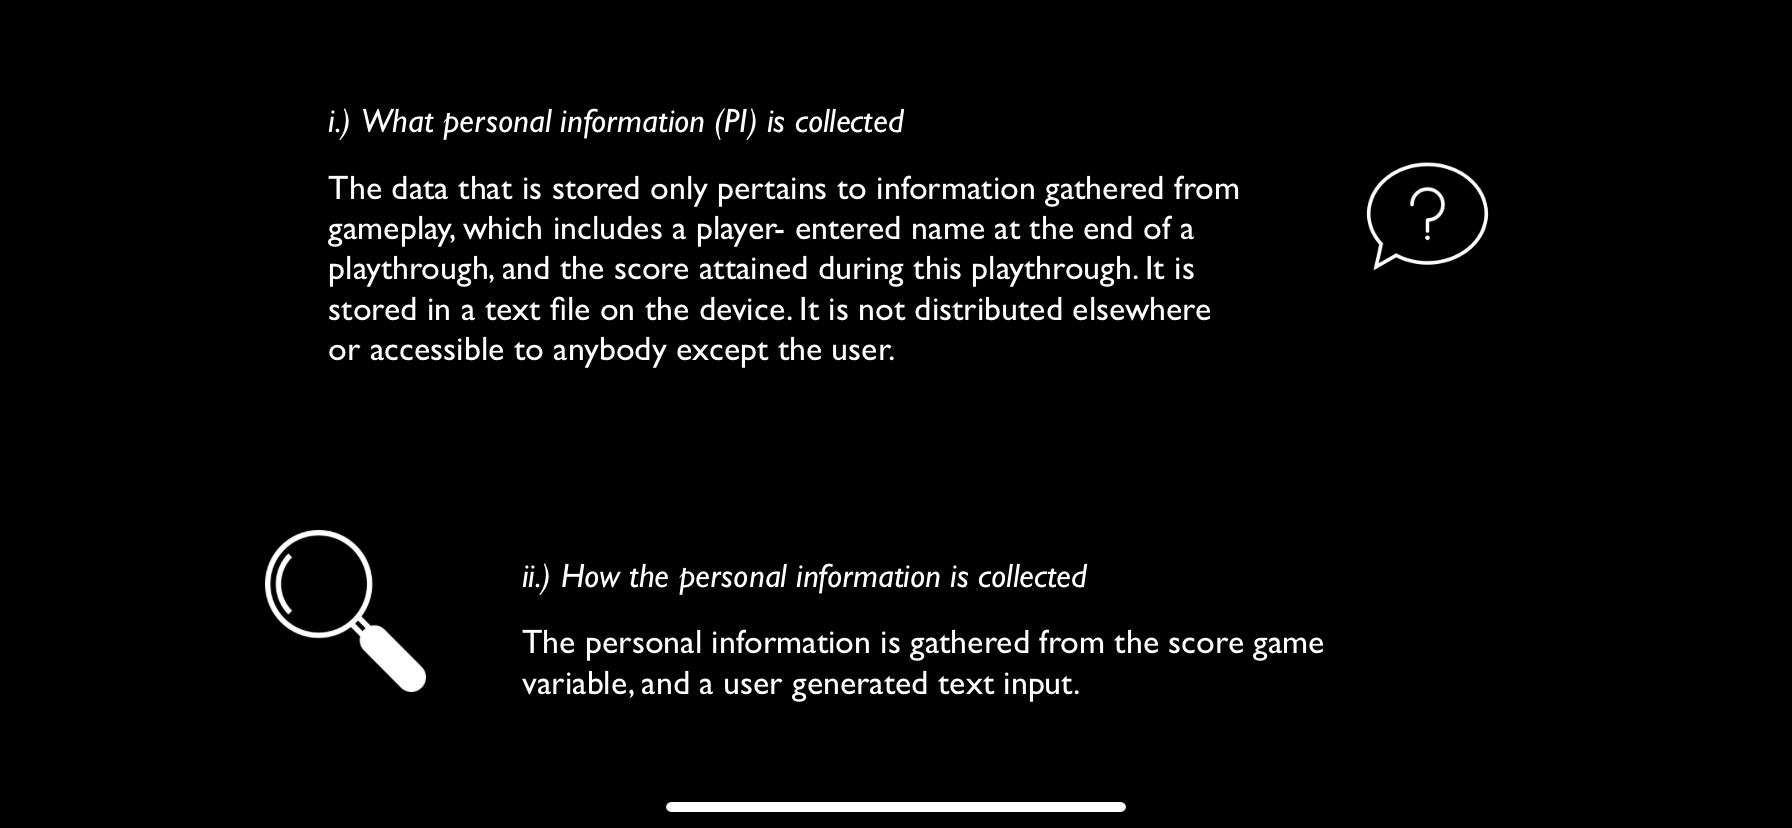 i.) What personal information (PI) is collected
The data that is stored only pertains to information gathered from
gameplay, which includes a player- entered name at the end of a
playthrough, and the score attained during this playthrough. It is
stored in a text file on the device. It is not distributed elsewhere
or accessible to anybody except the user.
?
ii.) How the personal information is collected
The personal information is gathered from the score game
variable, and a user generated text input.